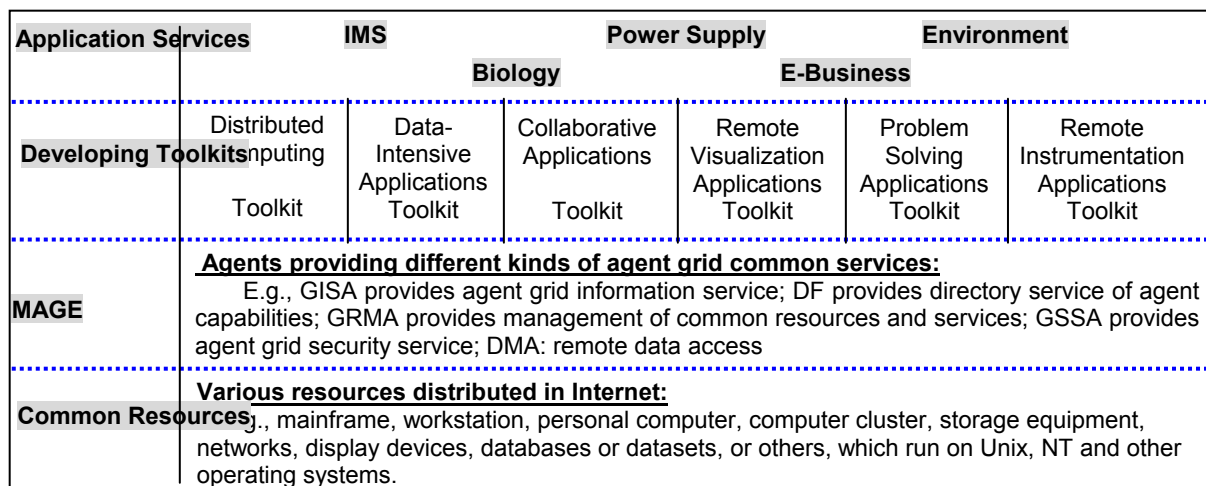 Application Services
IMS Power Supply Environment
Biology E-Business
Developing Toolkits
Distributed
mputing
Toolkit
Data-
Intensive
Applications
Toolkit
Collaborative
Applications
Toolkit
Remote
Visualization
Applications
Toolkit
Problem
Solving
Applications
Toolkit
Remote
Instrumentation
Applications
Toolkit
MAGE
Agents providing different kinds of agent grid common services:
E.g., GISA provides agent grid information service; DF provides directory service of agent
capabilities; GRMA provides management of common resources and services; GSSA provides
agent grid security service; DMA: remote data access
Common Resources
Various resources distributed in Internet:
g., mainframe, workstation, personal computer, computer cluster, storage equipment,
networks, display devices, databases or datasets, or others, which run on Unix, NT and other
operating systems.